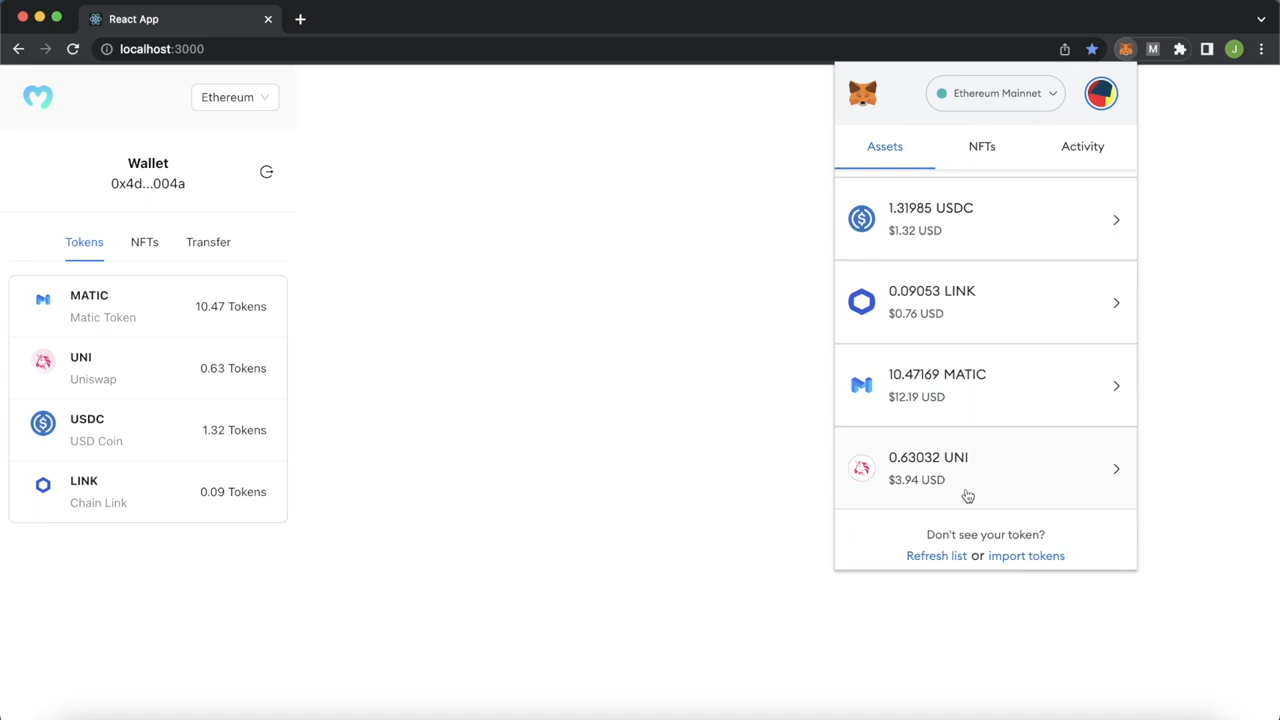 React App
localhost:3000
M
J
Ethereum
Wallet
0x4d...004a
Tokens NFTs Transfer
MATIC
Matic Token
10.47 Tokens
UNI
Uniswap
0.63 Tokens
USDC
USD Coin
1.32 Tokens
LINK
Chain Link
0.09 Tokens
Ethereum Mainnet
Assets NFTs Activity
1.31985 USDC
$1.32 USD
0.09053 LINK
$0.76 USD
10.47169 MATIC
$12.19 USD
0.63032 UNI
$3.94 USD
Don't see your token?
Refresh list or import tokens